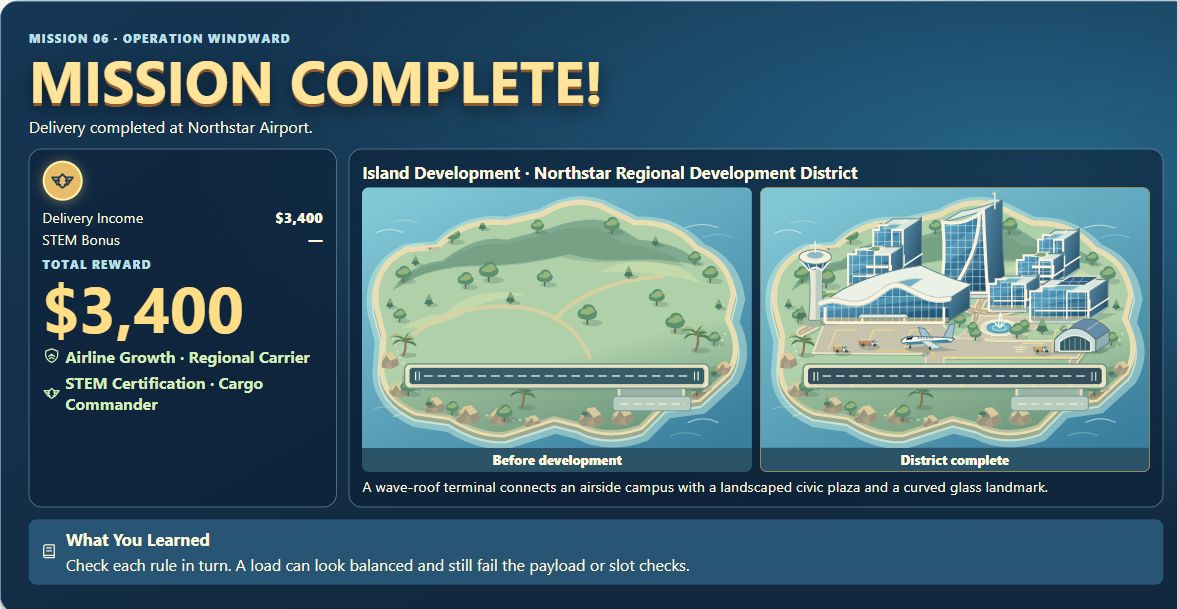 MISSION 06 · OPERATION WINDWARD
MISSION COMPLETE!
Delivery completed at Northstar Airport.
Delivery Income $3,400
STEM Bonus —
TOTAL REWARD
$3,400
Airline Growth · Regional Carrier
STEM Certification · Cargo
Commander
Island Development · Northstar Regional Development District
Before development
District complete
A wave-roof terminal connects an airside campus with a landscaped civic plaza and a curved glass landmark.
What You Learned
Check each rule in turn. A load can look balanced and still fail the payload or slot checks.